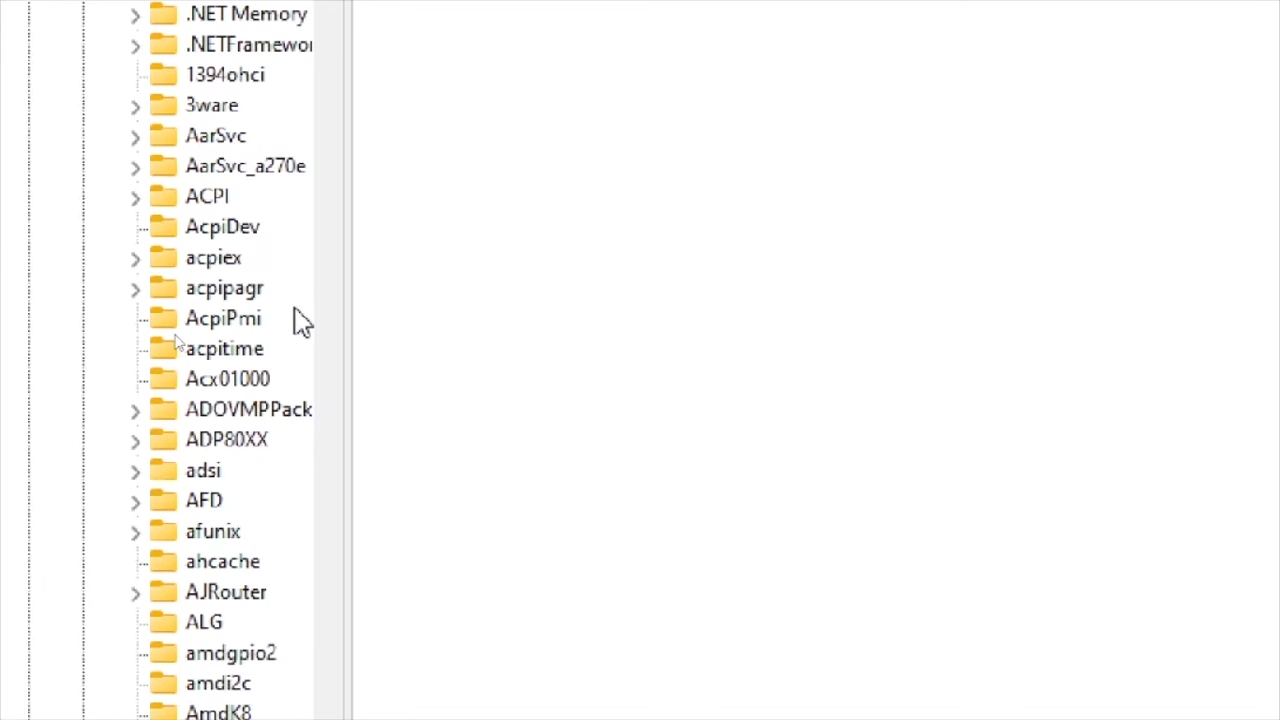 .NET Memory
.NETFramewor
1394ohci
3ware
AarSvc
AarSvc_a270e
ACPI
AcpiDev
acpiex
acpipagr
AcpiPmi
acpitime
Acx01000
ADOVMPPack
ADP80XX
adsi
AFD
afunix
ahcache
AJRouter
ALG
amdgpio2
amdi2c
AmdK8